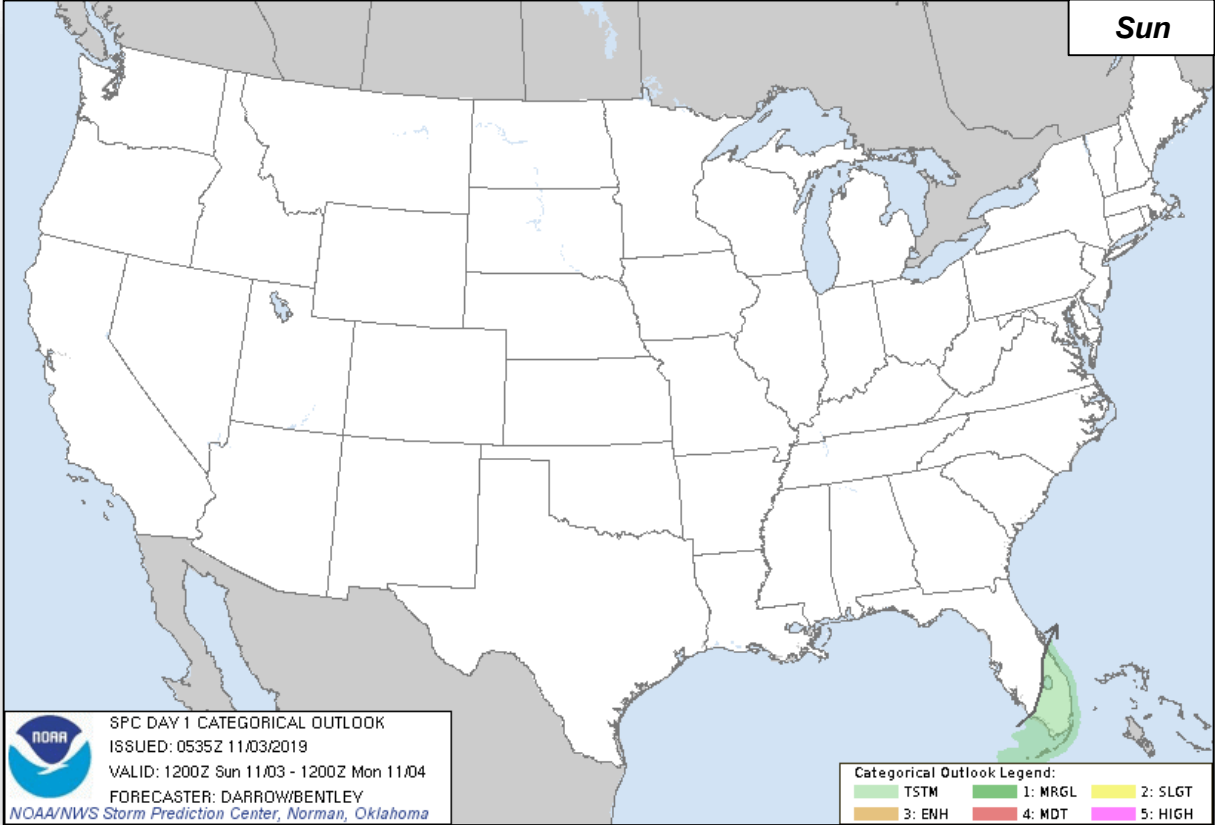 Sun
NOAA
SPC DAY 1 CATEGORICAL OUTLOOK
ISSUED: 0535Z 11/03/2019
VALID: 1200Z Sun 11/03 - 1200Z Mon 11/04
FORECASTER: DARROW/BENTLEY
NOAA/NWS Storm Prediction Center, Norman, Oklahoma
Categorical Outlook Legend:
TSTM 1: MRGL 2: SLGT
3: ENH 4: MDT 5: HIGH